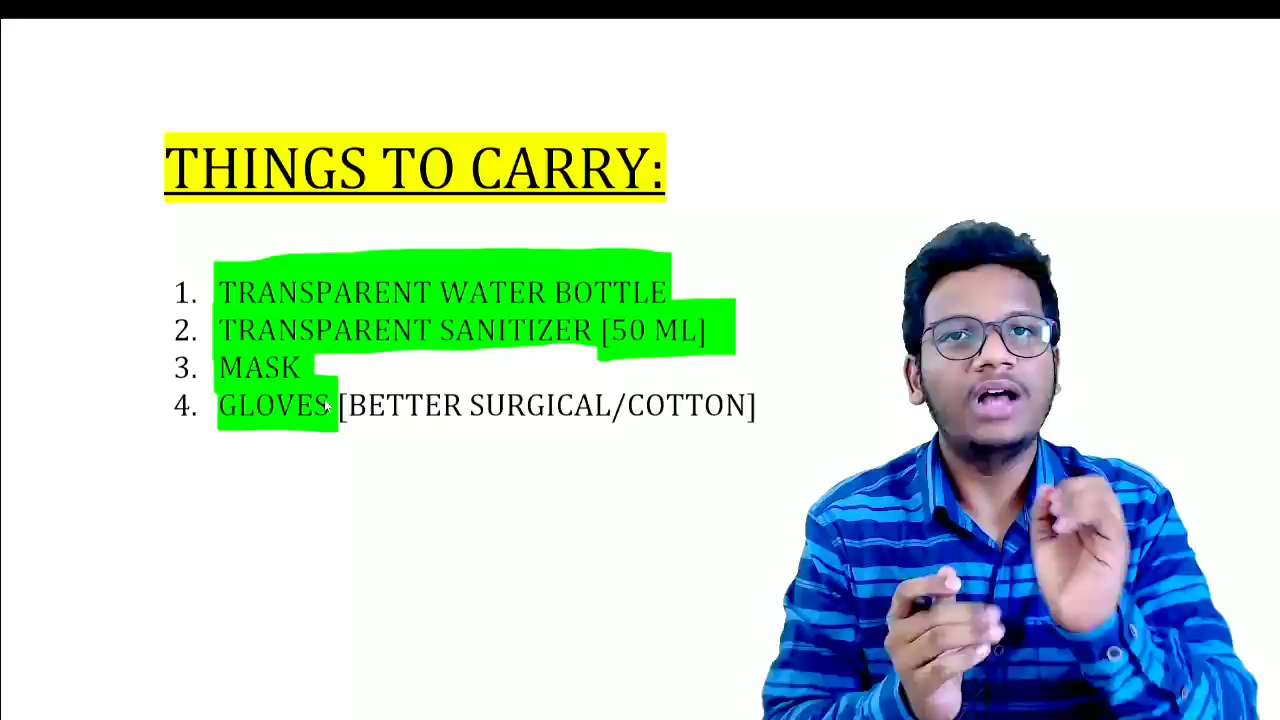 THINGS TO CARRY:
1. TRANSPARENT WATER BOTTLE
2. TRANSPARENT SANITIZER [50 ML]
3. MASK
4. GLOVES [BETTER SURGICAL/COTTON]